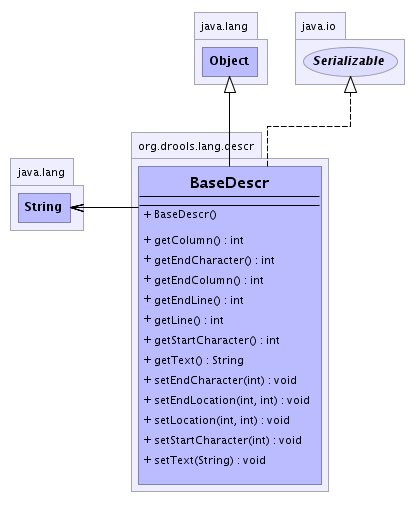 java.lang
java.io
Object
Serializable
org.drools.lang.descr
java.lang
String
BaseDescr
+ BaseDescr()
+ getColumn() : int
+ getEndCharacter() : int
+ getEndColumn() : int
+ getEndLine() : int
+ getLine() : int
+ getStartCharacter() : int
+ getText() : String
+ setEndCharacter(int) : void
+ setEndLocation(int, int) : void
+ setLocation(int, int) : void
+ setStartCharacter(int) : void
+ setText(String) : void